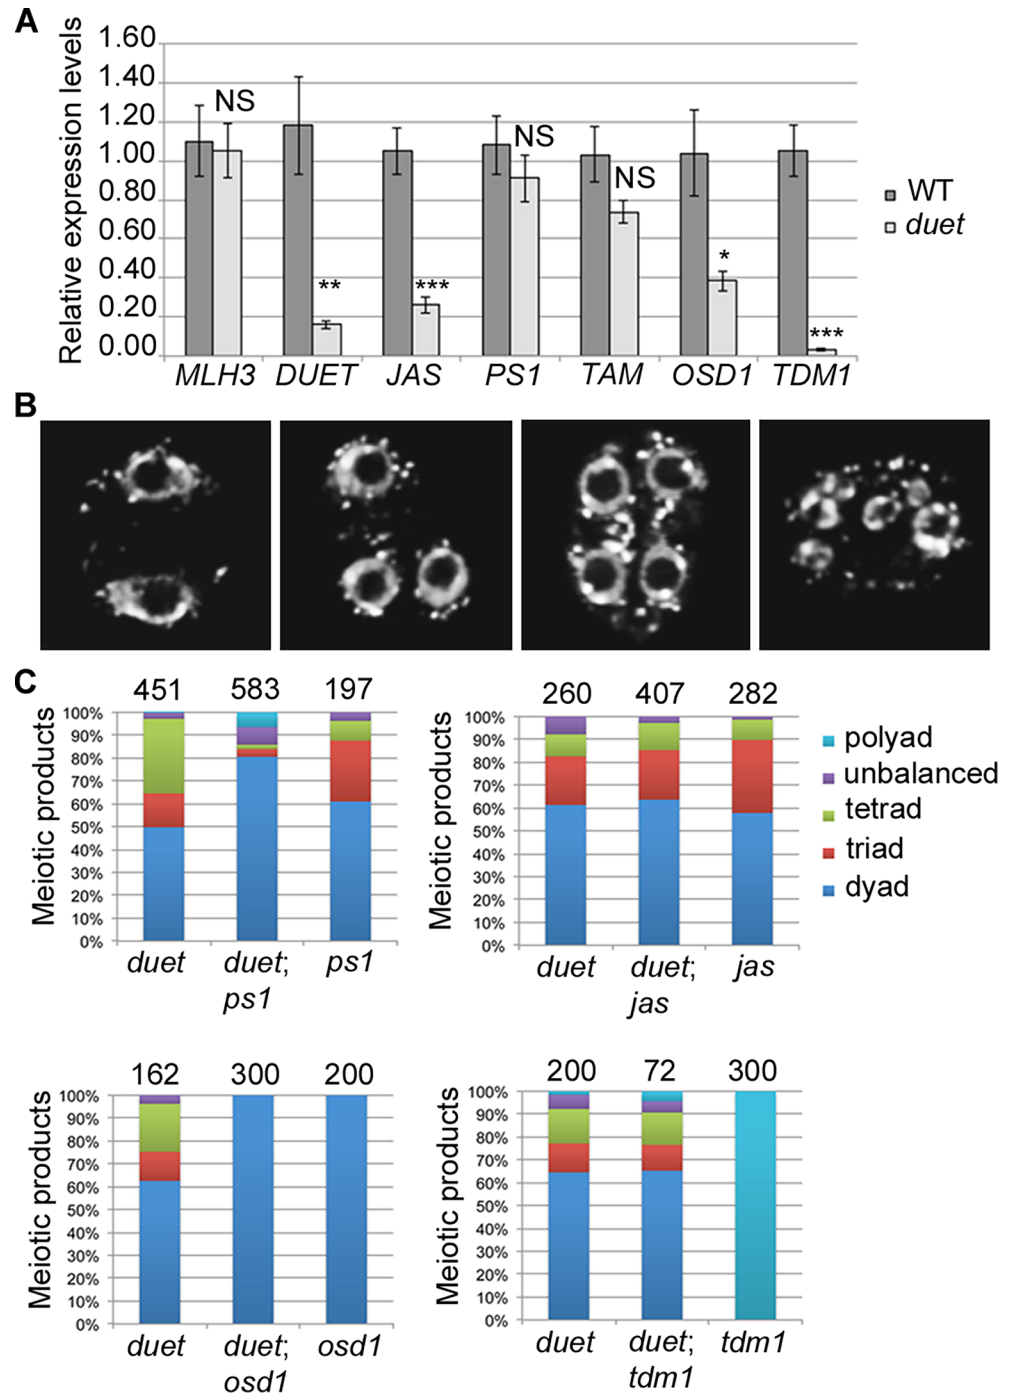 A
Relative expression levels
1.60
1.40
1.20
1.00
0.80
0.60
0.40
0.20
0.00
NS
**
***
NS
NS
*
***
MLH3 DUET JAS PS1 TAM OSD1 TDM1
WT
duet
B
C
Meiotic products
100%
90%
80%
70%
60%
50%
40%
30%
20%
10%
0%
451 583 197
duet duet; ps1
ps1
Meiotic products
100%
90%
80%
70%
60%
50%
40%
30%
20%
10%
0%
260 407 282
duet duet; jas
jas
polyad
unbalanced
tetrad
triad
dyad
Meiotic products
100%
90%
80%
70%
60%
50%
40%
30%
20%
10%
0%
162 300 200
duet duet; osd1
osd1
Meiotic products
100%
90%
80%
70%
60%
50%
40%
30%
20%
10%
0%
200 72 300
duet duet; tdm1
tdm1